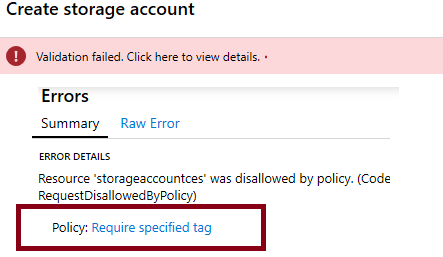 Create storage account
! Validation failed. Click here to view details. •
Errors
Summary Raw Error
ERROR DETAILS
Resource 'storageaccountces' was disallowed by policy. (Code
RequestDisallowedByPolicy)
Policy: Require specified tag